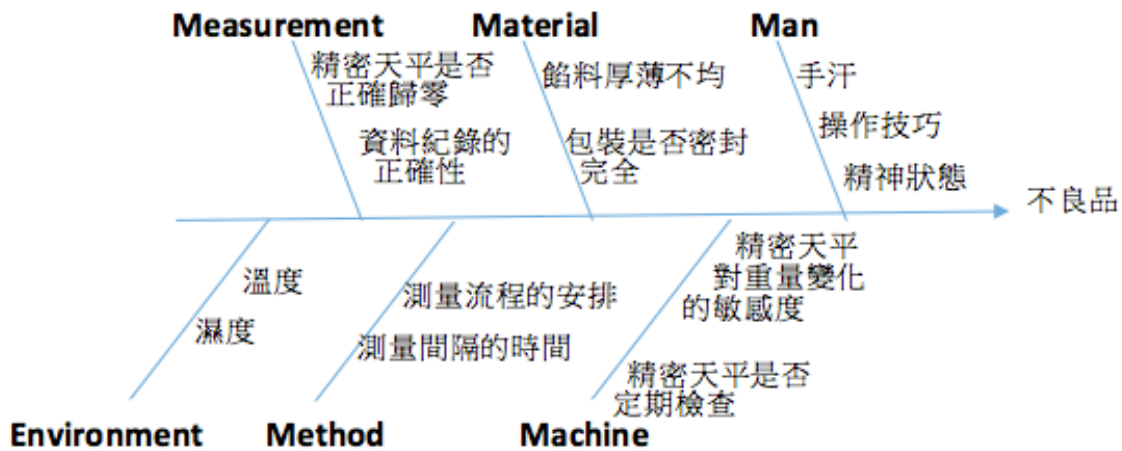 Measurement
精密天平是否
正確歸零
資料紀錄的
正確性
Material
餡料厚薄不均
包裝是否密封
完全
Man
手汗
操作技巧
精神狀態
不良品
溫度
濕度
Environment
測量流程的安排
測量間隔的時間
Method
精密天平
對重量變化
的敏感度
精密天平是否
定期檢查
Machine